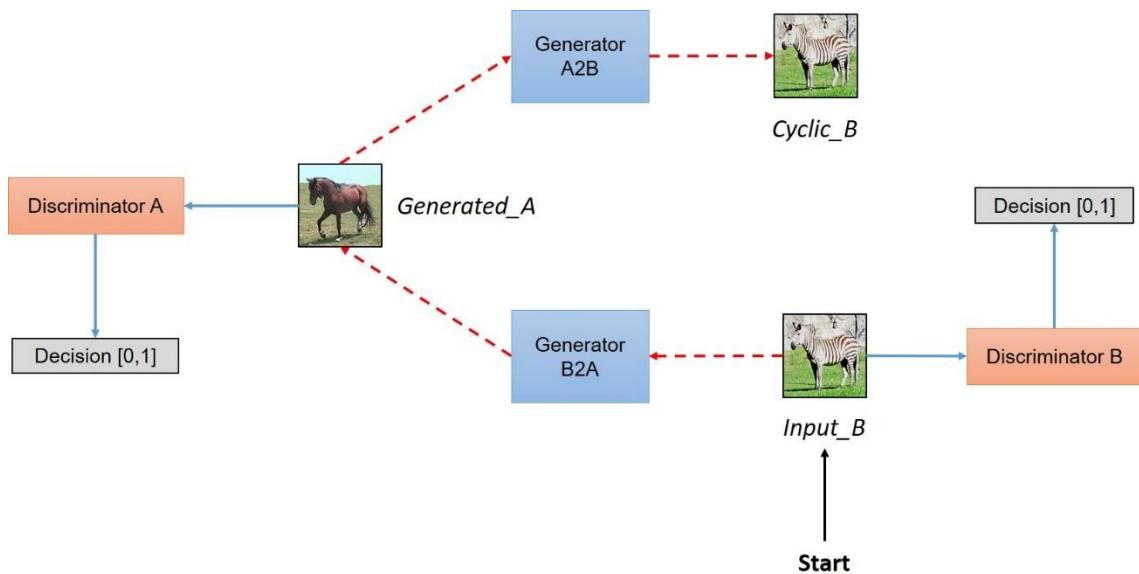 Generator
A2B
Cyclic_B
Discriminator A
Generated_A
Decision [0,1]
Decision [0,1]
Generator
B2A
Discriminator B
Input_B
Start